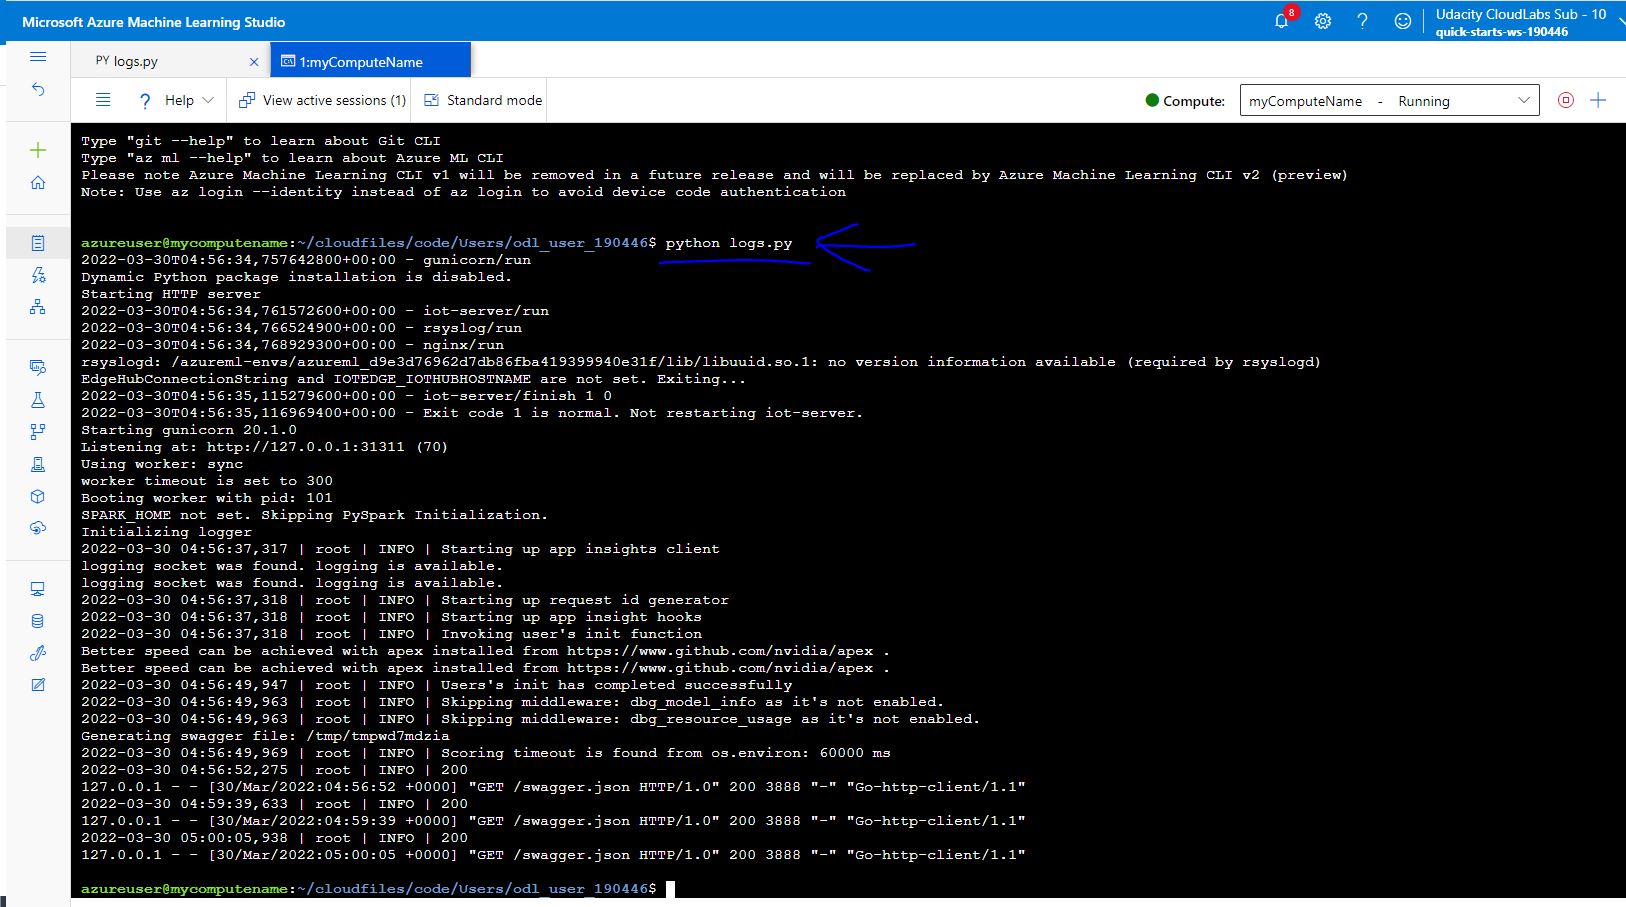 Microsoft Azure Machine Learning Studio
8
Udacity CloudLabs Sub - 10
quick-starts-ws-190446
PY logs.py
1:myComputeName
Help
View active sessions (1)
Standard mode
Compute:
myComputeName - Running
Type "git --help" to learn about Git CLI
Type "az ml --help" to learn about Azure ML CLI
Please note Azure Machine Learning CLI v1 will be removed in a future release and will be replaced by Azure Machine Learning CLI v2 (preview)
Note: Use az login --identity instead of az login to avoid device code authentication
azureuser@mycomputename:~/cloudfiles/code/Users/odl_user_190446$ python logs.py
2022-03-30T04:56:34,757642800+00:00 - gunicorn/run
Dynamic Python package installation is disabled.
Starting HTTP server
2022-03-30T04:56:34,761572600+00:00 - iot-server/run
2022-03-30T04:56:34,766524900+00:00 - rsyslog/run
2022-03-30T04:56:34,768929300+00:00 - nginx/run
rsyslogd: /azureml-envs/azureml_d9e3d76962d7db86fba419399940e31f/lib/libuuid.so.1: no version information available (required by rsyslogd)
EdgeHubConnectionString and IOTEDGE_IOTHUBHOSTNAME are not set. Exiting...
2022-03-30T04:56:35,115279600+00:00 - iot-server/finish 1 0
2022-03-30T04:56:35,116969400+00:00 - Exit code 1 is normal. Not restarting iot-server.
Starting gunicorn 20.1.0
Listening at: http://127.0.0.1:31311 (70)
Using worker: sync
worker timeout is set to 300
Booting worker with pid: 101
SPARK_HOME not set. Skipping PySpark Initialization.
Initializing logger
2022-03-30 04:56:37,317 | root | INFO | Starting up app insights client
logging socket was found. logging is available.
logging socket was found. logging is available.
2022-03-30 04:56:37,318 | root | INFO | Starting up request id generator
2022-03-30 04:56:37,318 | root | INFO | Starting up app insight hooks
2022-03-30 04:56:37,318 | root | INFO | Invoking user's init function
Better speed can be achieved with apex installed from https://www.github.com/nvidia/apex .
Better speed can be achieved with apex installed from https://www.github.com/nvidia/apex .
2022-03-30 04:56:49,947 | root | INFO | Users's init has completed successfully
2022-03-30 04:56:49,963 | root | INFO | Skipping middleware: dbg_model_info as it's not enabled.
2022-03-30 04:56:49,963 | root | INFO | Skipping middleware: dbg_resource_usage as it's not enabled.
Generating swagger file: /tmp/tmpwd7mdzia
2022-03-30 04:56:49,969 | root | INFO | Scoring timeout is found from os.environ: 60000 ms
2022-03-30 04:56:52,275 | root | INFO | 200
127.0.0.1 - - [30/Mar/2022:04:56:52 +0000] "GET /swagger.json HTTP/1.0" 200 3888 "-" "Go-http-client/1.1"
2022-03-30 04:59:39,633 | root | INFO | 200
127.0.0.1 - - [30/Mar/2022:04:59:39 +0000] "GET /swagger.json HTTP/1.0" 200 3888 "-" "Go-http-client/1.1"
2022-03-30 05:00:05,938 | root | INFO | 200
127.0.0.1 - - [30/Mar/2022:05:00:05 +0000] "GET /swagger.json HTTP/1.0" 200 3888 "-" "Go-http-client/1.1"
azureuser@mycomputename:~/cloudfiles/code/Users/odl_user_190446$